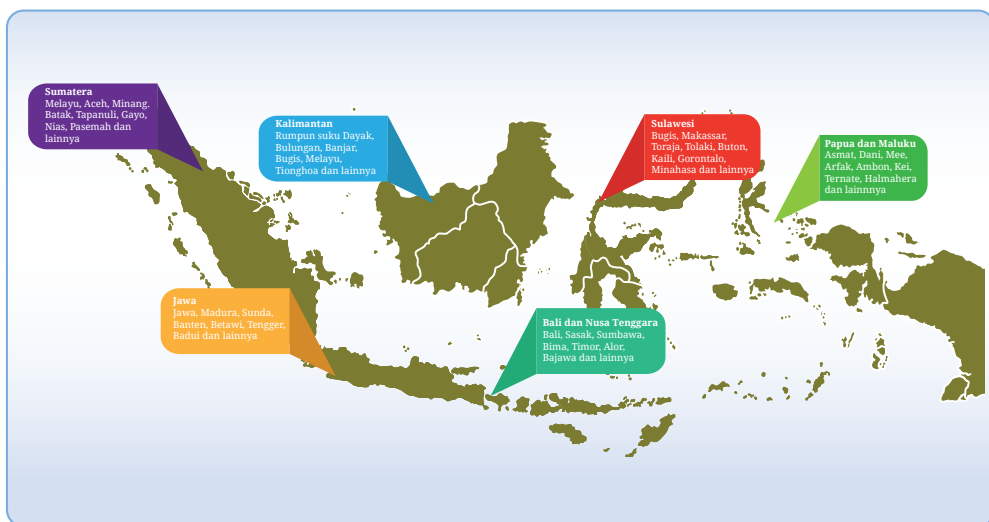 Sumatera
Melayu, Aceh, Minang.
Batak, Tapanuli, Gayo,
Nias, Pasemah dan
lainnya
Kalimantan
Rumpun suku Dayak,
Bulungan, Banjar,
Bugis, Melayu,
Tionghoa dan lainnya
Sulawesi
Bugis, Makassar,
Toraja, Tolaki, Buton,
Kaili, Gorontalo,
Minahasa dan lainnya
Papua dan Maluku
Asmat, Dani, Mee,
Arfak, Ambon, Kei,
Ternate, Halmahera
dan lainnnya
Jawa
Jawa, Madura, Sunda,
Banten, Betawi, Tengger,
Badui dan lainnya
Bali dan Nusa Tenggara
Bali, Sasak, Sumbawa,
Bima, Timor, Alor,
Bajawa dan lainnya